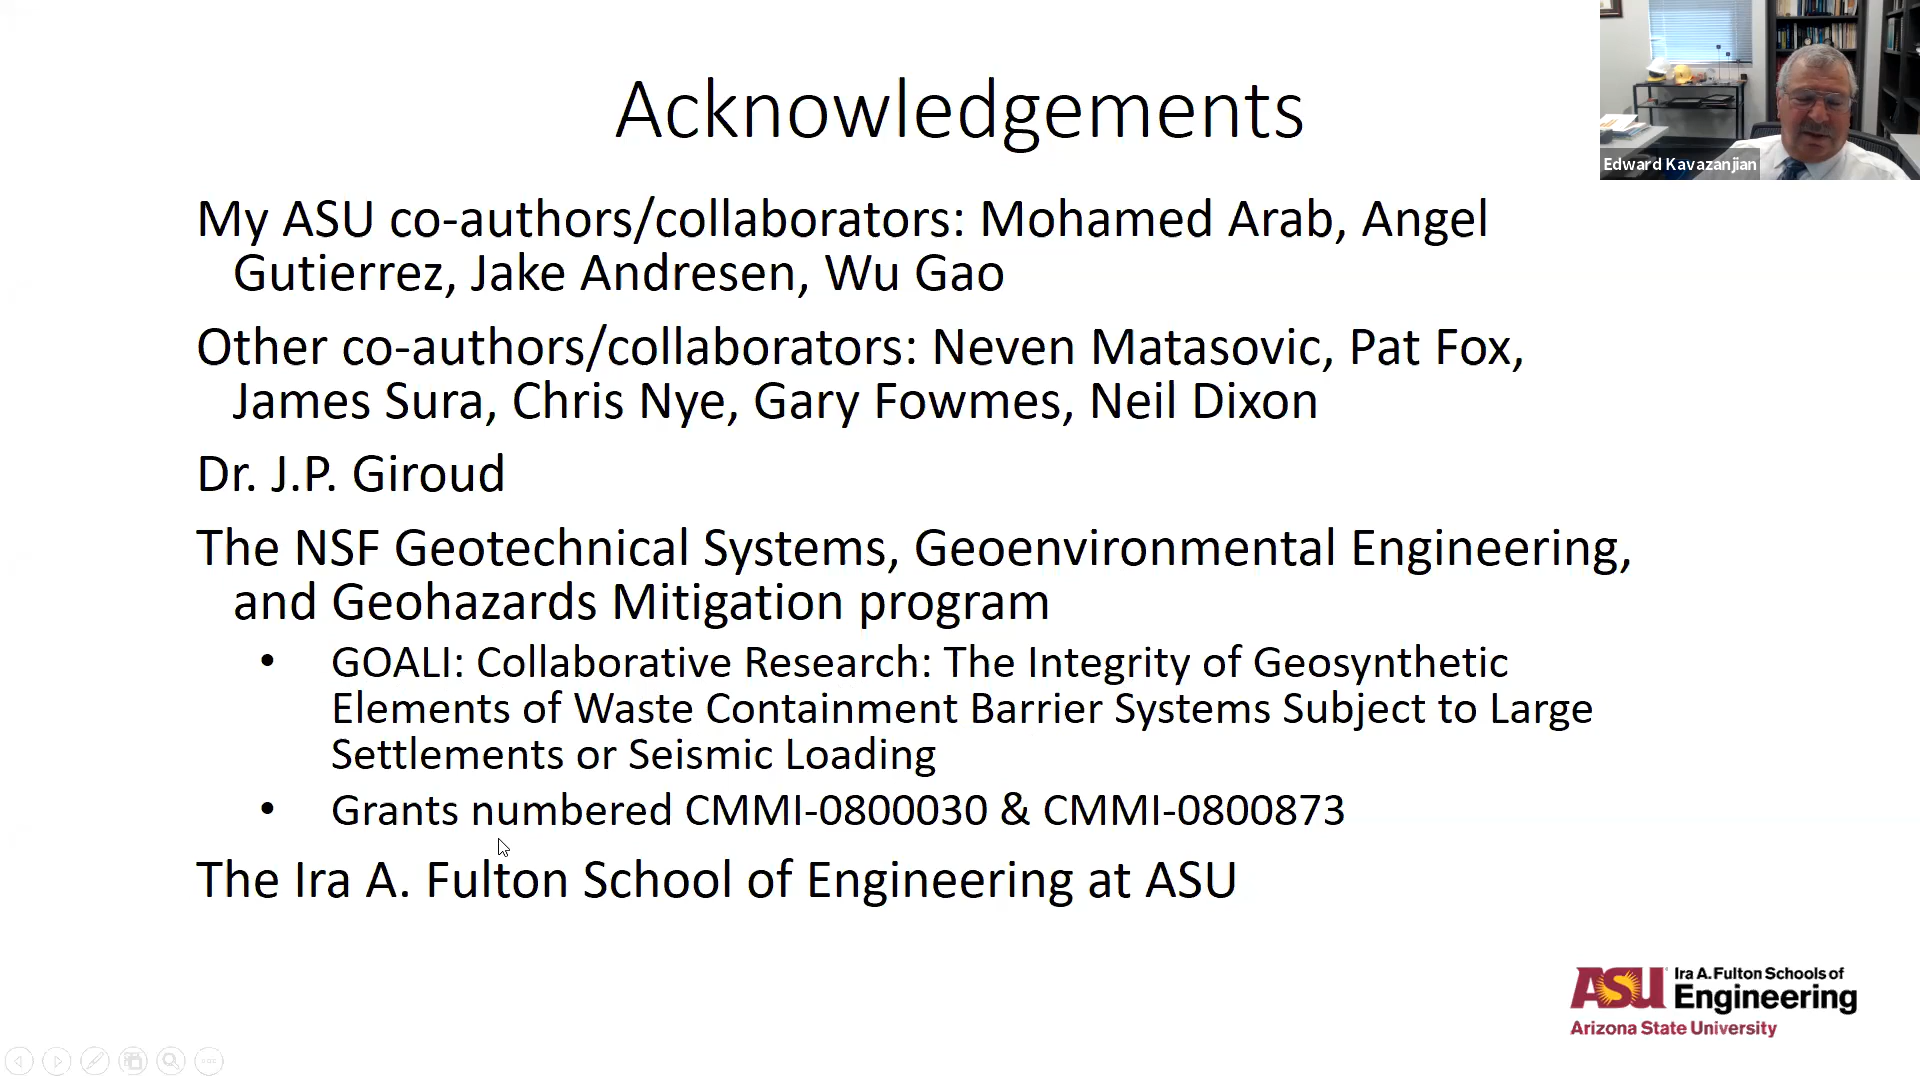 Acknowledgements
Edward Kavazanjian
My ASU co-authors/collaborators: Mohamed Arab, Angel
Gutierrez, Jake Andresen, Wu Gao
Other co-authors/collaborators: Neven Matasovic, Pat Fox,
James Sura, Chris Nye, Gary Fowmes, Neil Dixon
Dr. J.P. Giroud
The NSF Geotechnical Systems, Geoenvironmental Engineering,
and Geohazards Mitigation program
• GOALI: Collaborative Research: The Integrity of Geosynthetic
Elements of Waste Containment Barrier Systems Subject to Large
Settlements or Seismic Loading
• Grants numbered CMMI-0800030 & CMMI-0800873
The Ira A. Fulton School of Engineering at ASU
ASU Ira A. Fulton Schools of
Engineering
Arizona State University